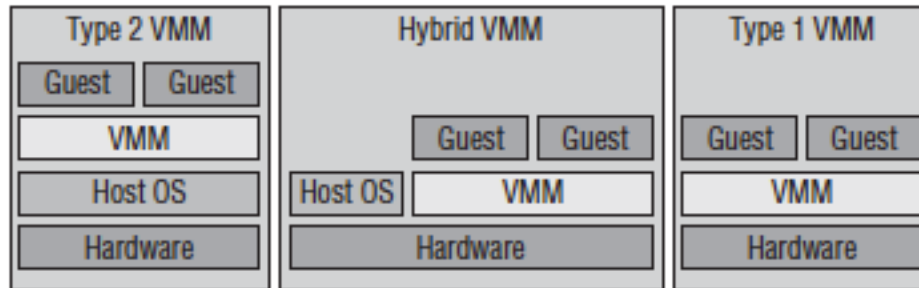 Type 2 VMM
Guest Guest
VMM
Host OS
Hardware
Hybrid VMM
Guest Guest
Host OS VMM
Hardware
Type 1 VMM
Guest Guest
VMM
Hardware